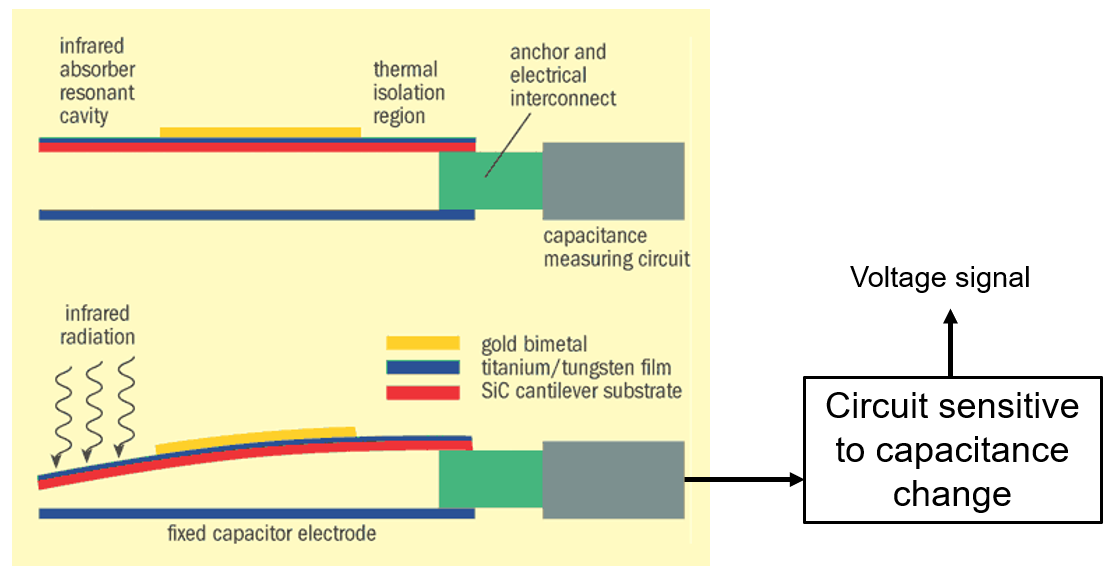 infrared
absorber
resonant
cavity
thermal
isolation
region
anchor and
electrical
interconnect
capacitance
measuring circuit
infrared
radiation
gold bimetal
titanium/tungsten film
SiC cantilever substrate
fixed capacitor electrode
Voltage signal
Circuit sensitive
to capacitance
change